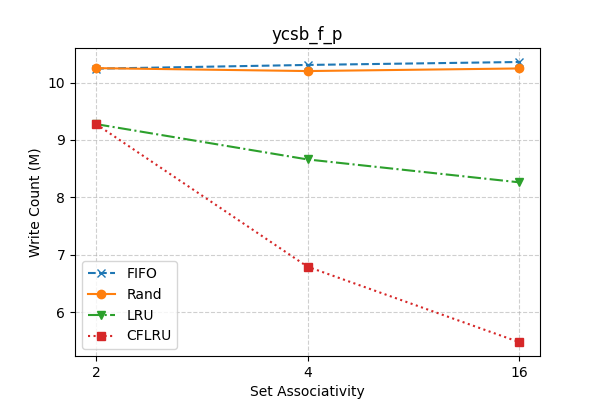 ycsb_f_p
Write Count (M)
10
9
8
7
6
FIFO
Rand
LRU
CFLRU
2
4
16
Set Associativity